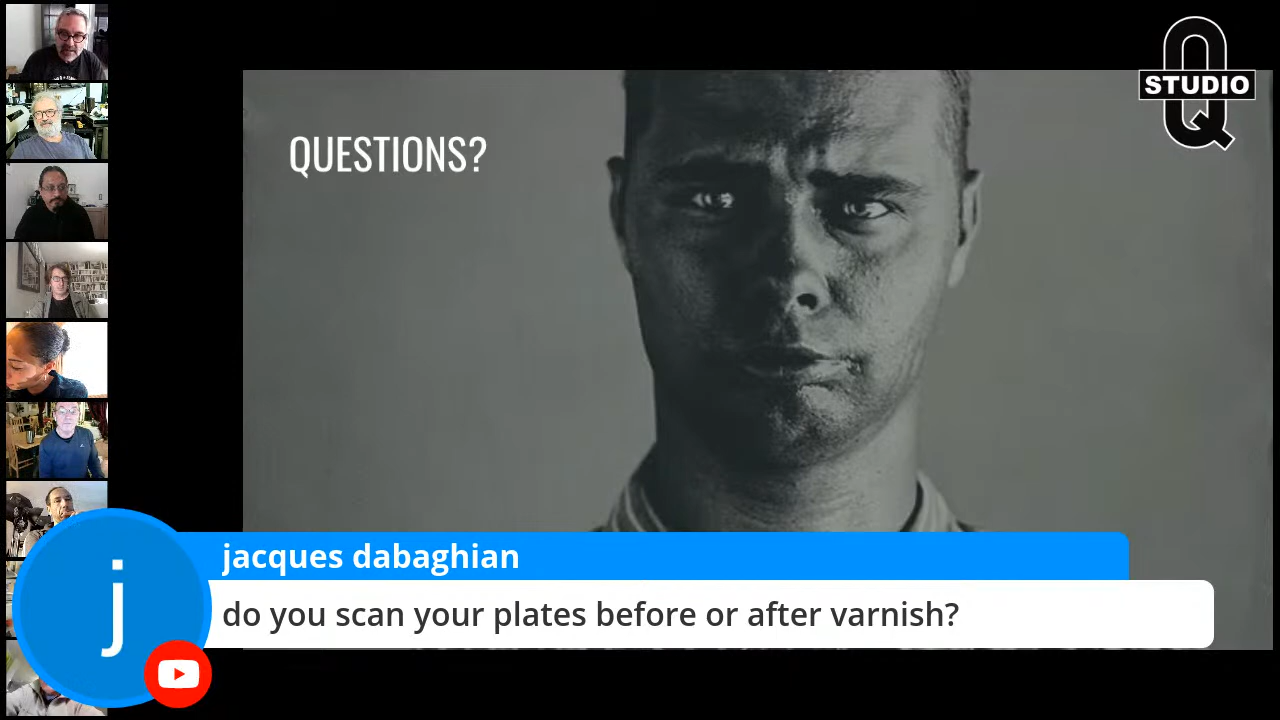 STUDIO
Q
QUESTIONS?
j
jacques dabaghian
do you scan your plates before or after varnish?